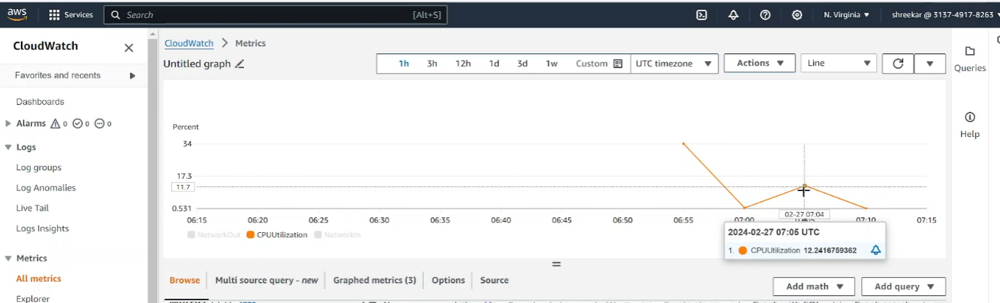 aws Services Search [Alt+S] N. Virginia shreekar @ 3137-4917-8263
CloudWatch
Favorites and recents
Dashboards
Alarms 0 0 0
Logs
Log groups
Log Anomalies
Live Tail
Logs Insights
Metrics
All metrics
Explorer
CloudWatch Metrics
Untitled graph 1h 3h 12h 1d 3d 1w Custom UTC timezone Actions Line
Percent
34
17.3
11.7
0.531
06:15 06:20 06:25 06:30 06:35 06:40 06:45 06:50 06:55 07:00 07:10 07:15
02-27 07:04
NetworkOut CPUUtilization NetworkIn
2024-02-27 07:05 UTC
1. CPUUtilization 12.2416759362
Browse Multi source query - new Graphed metrics (3) Options Source
Add math Add query
Queries
Help